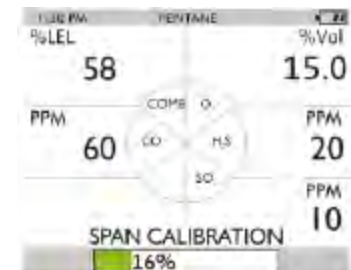 PENTANE
%LEL %Vol
58 15.0
COMB O
PPM PPM
60 CO H₂S 20
SO
PPM
10
SPAN CALIBRATION
16%